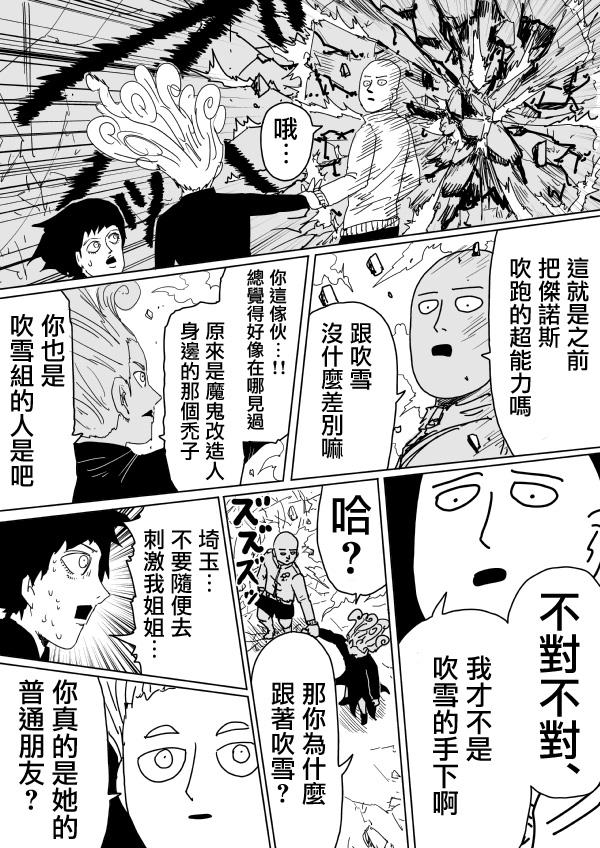 哦…
ツ
這就是之前
把傑諾斯
吹跑的超能力嗎
跟吹雪
沒什麼差別嘛
你這傢伙…!!
總覺得好像在哪見過
原來是魔鬼改造人
身邊的那個禿子
你也是
吹雪組的人是吧
不對不對、
我才不是
吹雪的手下啊
哈?
ズズズ
那你為什麼
跟著吹雪?
埼玉…
不要隨便去
刺激我姐姐…
你真的是她的
普通朋友?